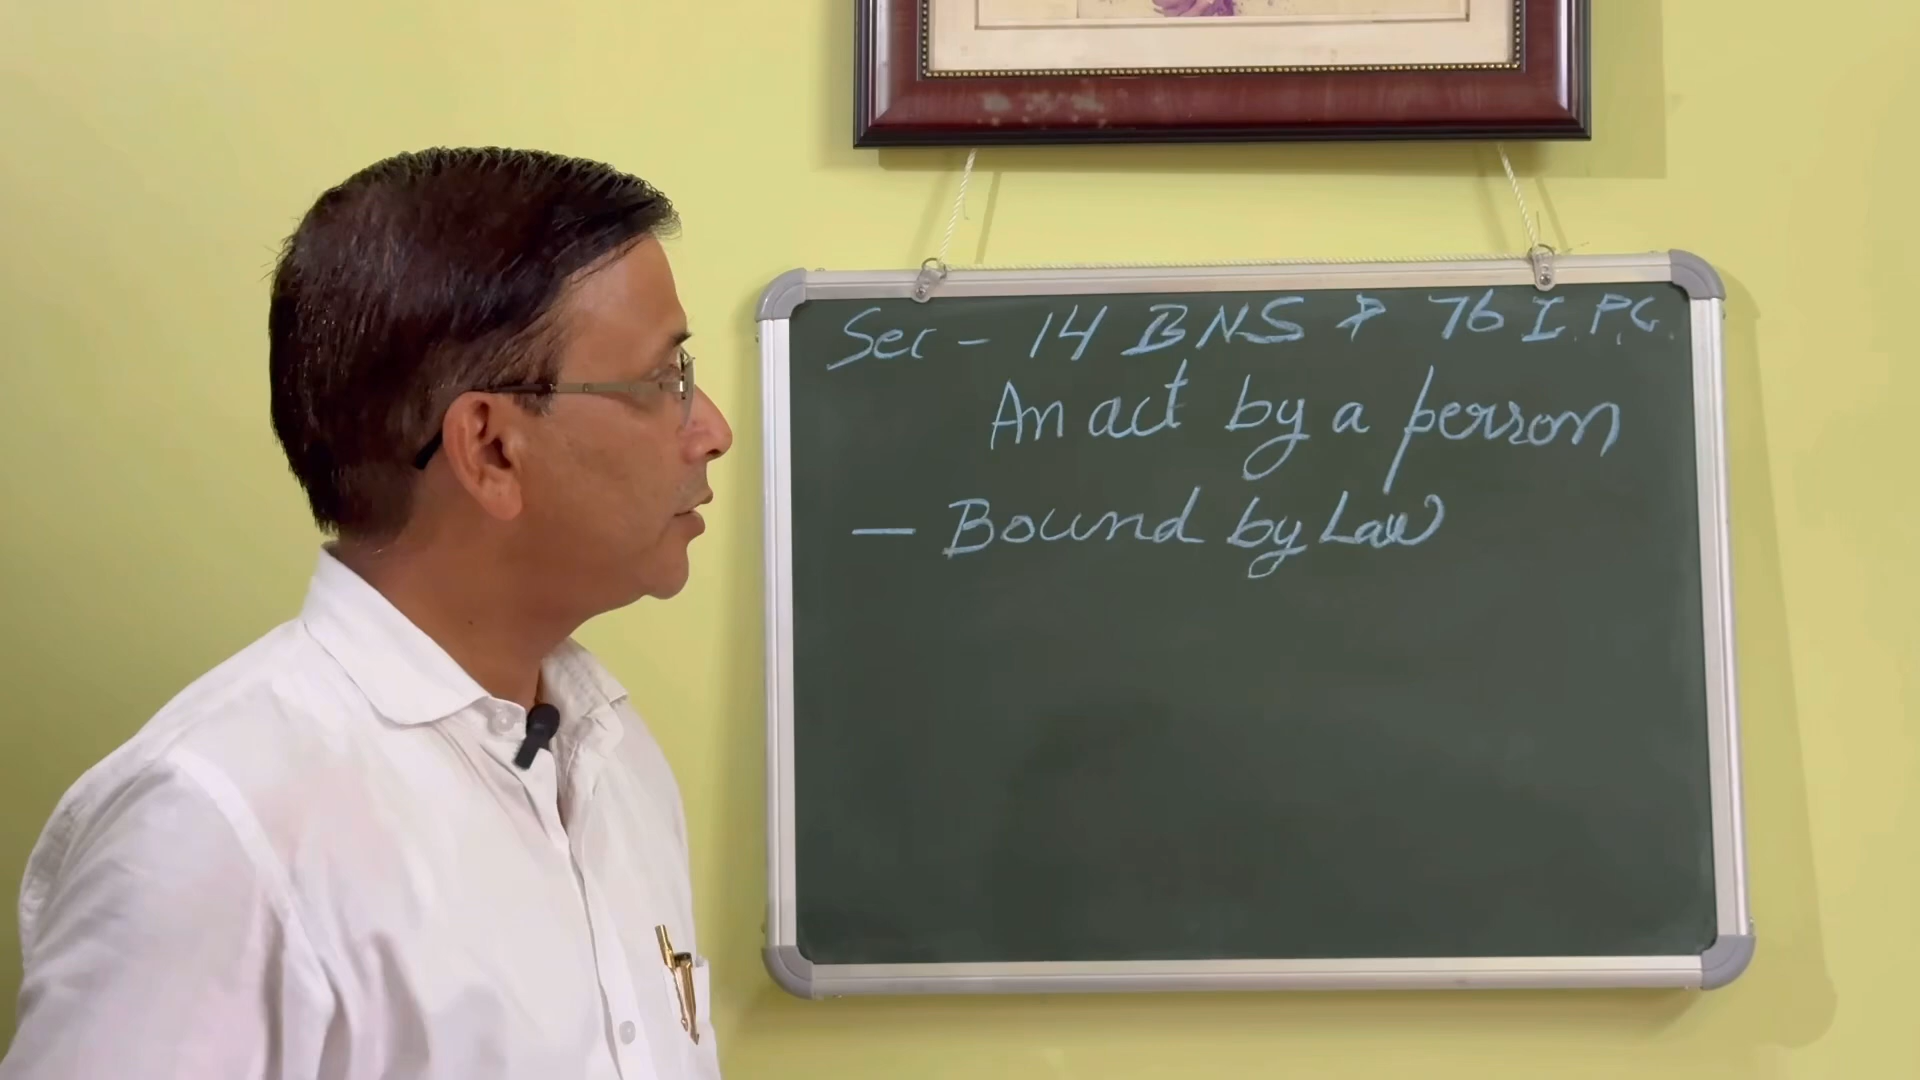 Sec - 14 BNS → 76 I.P.C.
An act by a person
— Bound by Law